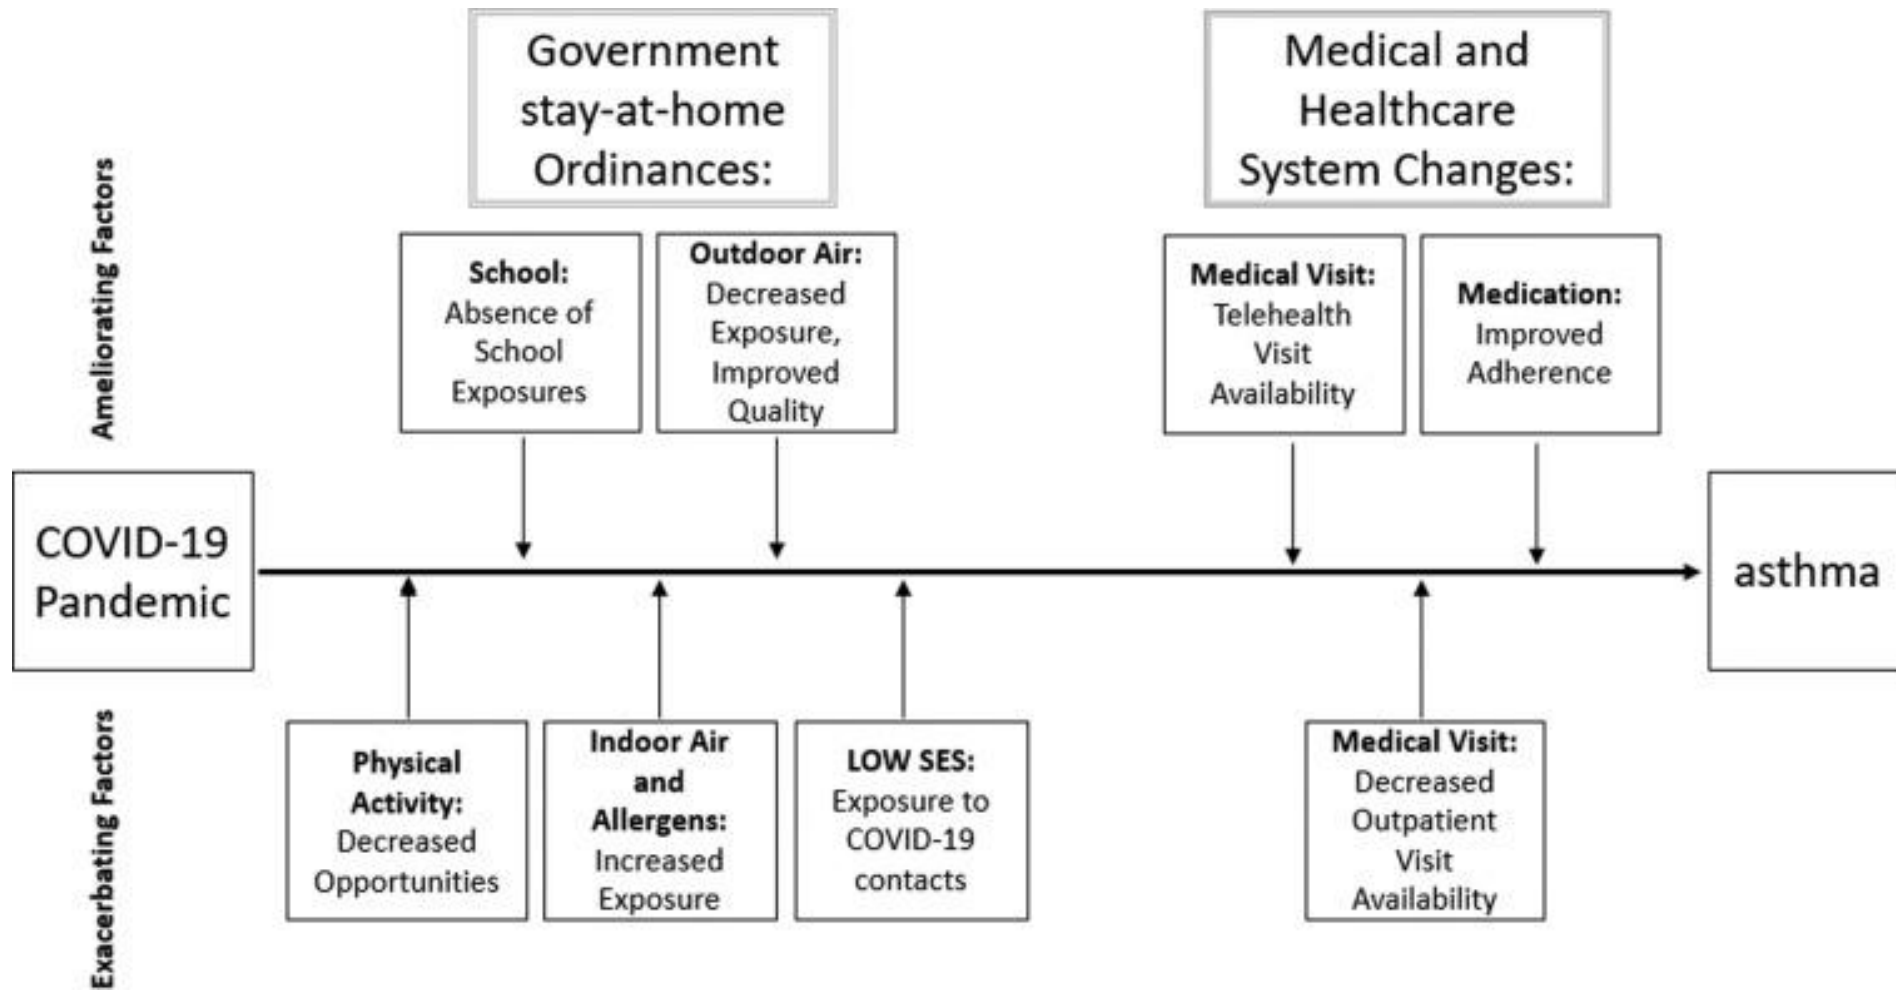 Government
stay-at-home
Ordinances:
Medical and
Healthcare
System Changes:
Ameliorating Factors
School:
Absence of
School
Exposures
Outdoor Air:
Decreased
Exposure,
Improved
Quality
Medical Visit:
Telehealth
Visit
Availability
Medication:
Improved
Adherence
COVID-19
Pandemic
asthma
Exacerbating Factors
Physical
Activity:
Decreased
Opportunities
Indoor Air
and
Allergens:
Increased
Exposure
LOW SES:
Exposure to
COVID-19
contacts
Medical Visit:
Decreased
Outpatient
Visit
Availability